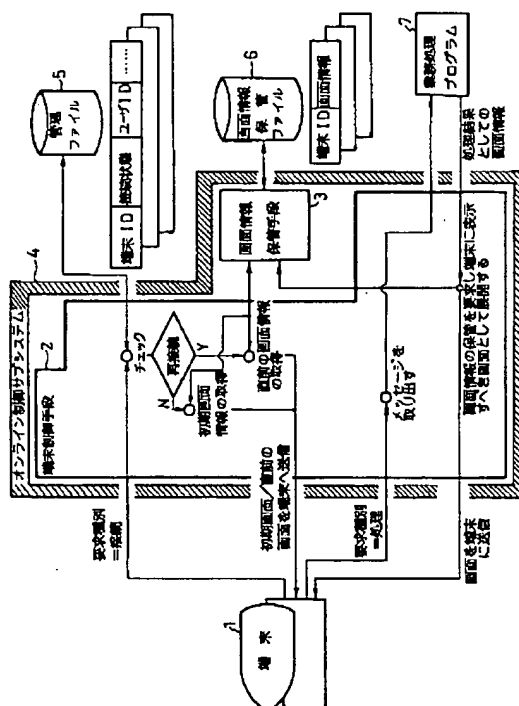 オンライン制御サブシステム
4
端末制御手段
2
管理
ファイル
5
端末ID
接続状態
ユーザID
……
要求種別
=接続
チェック
再接続
N
Y
初期画面
情報の取得
直前の画面情報
の取得
画面情報
保管手段
3
画面情報
保管
ファイル
6
端末ID
画面情報
初期画面/直前の
画面を端末へ送信
端末
1
要求種別
=処理
メッセージを
取り出す
業務処理
プログラム
7
処理結果
としての
画面情報
画面情報の保管を要求し端末に表示
すべき画面として展開する
画面を端末
に送信